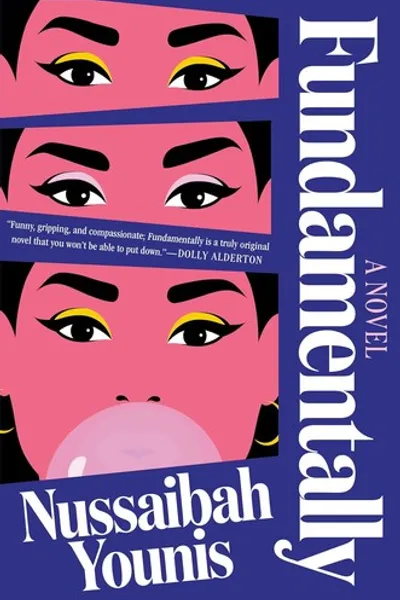 Fundamentally
A NOVEL
“Funny, gripping, and compassionate; Fundamentally is a truly original
novel that you won’t be able to put down.”—DOLLY ALDERTON
Nussaibah
Younis